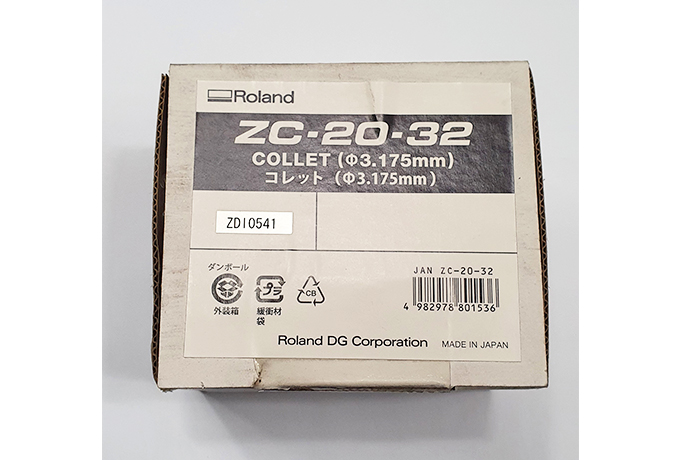 Roland
ZC-20-32
COLLET (Φ3.175mm)
コレット (Φ3.175mm)
ZDI0541
ダンボール
外装箱
プラ
緩衝材
袋
CB
JAN ZC-20-32
4 982978 801536
Roland DG Corporation
MADE IN JAPAN